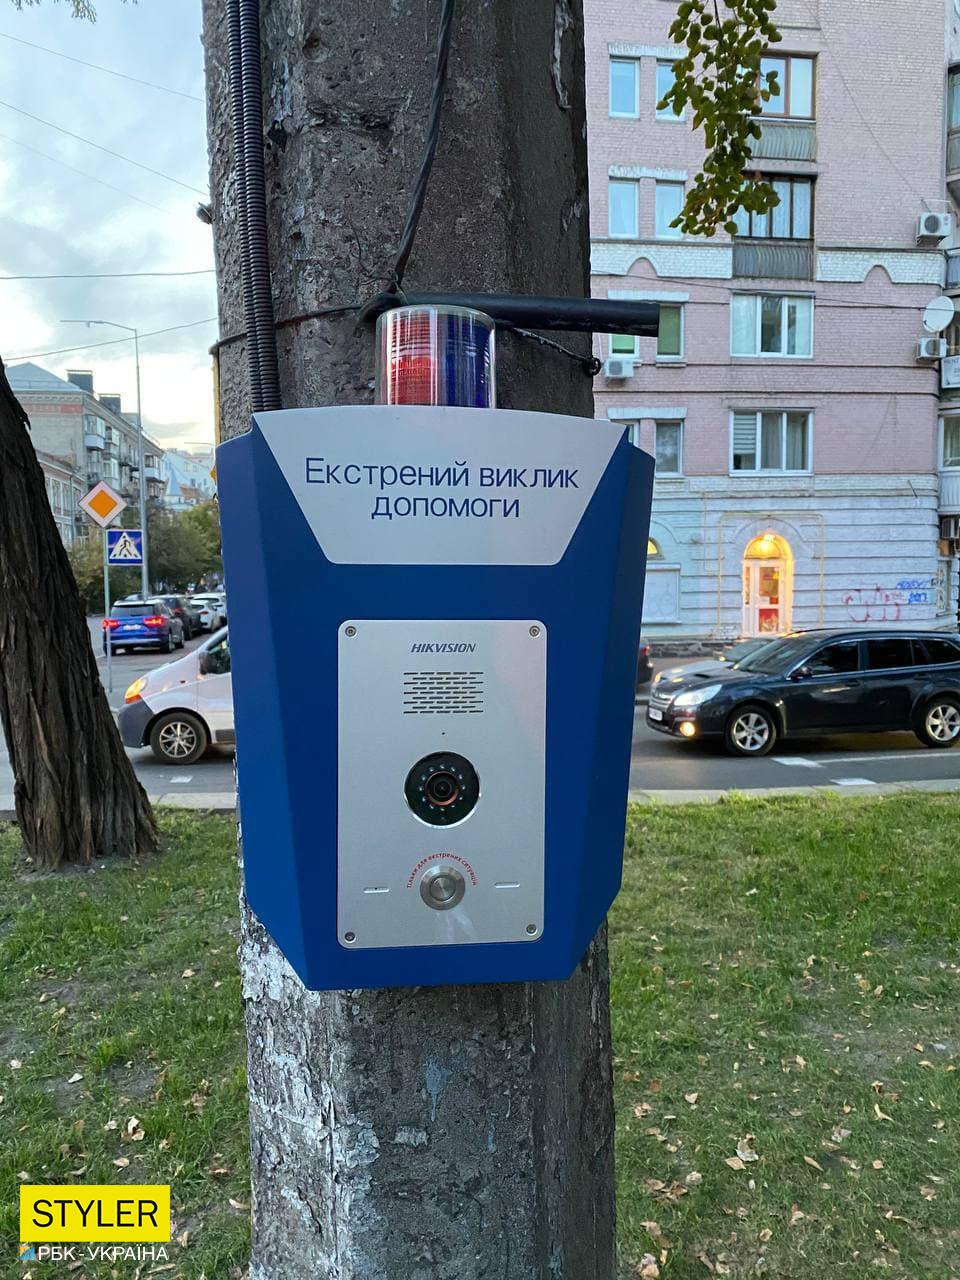 Екстрений виклик
допомоги
HIKVISION
Тільки для екстрених ситуацій
STYLER
РБК-УКРАЇНА